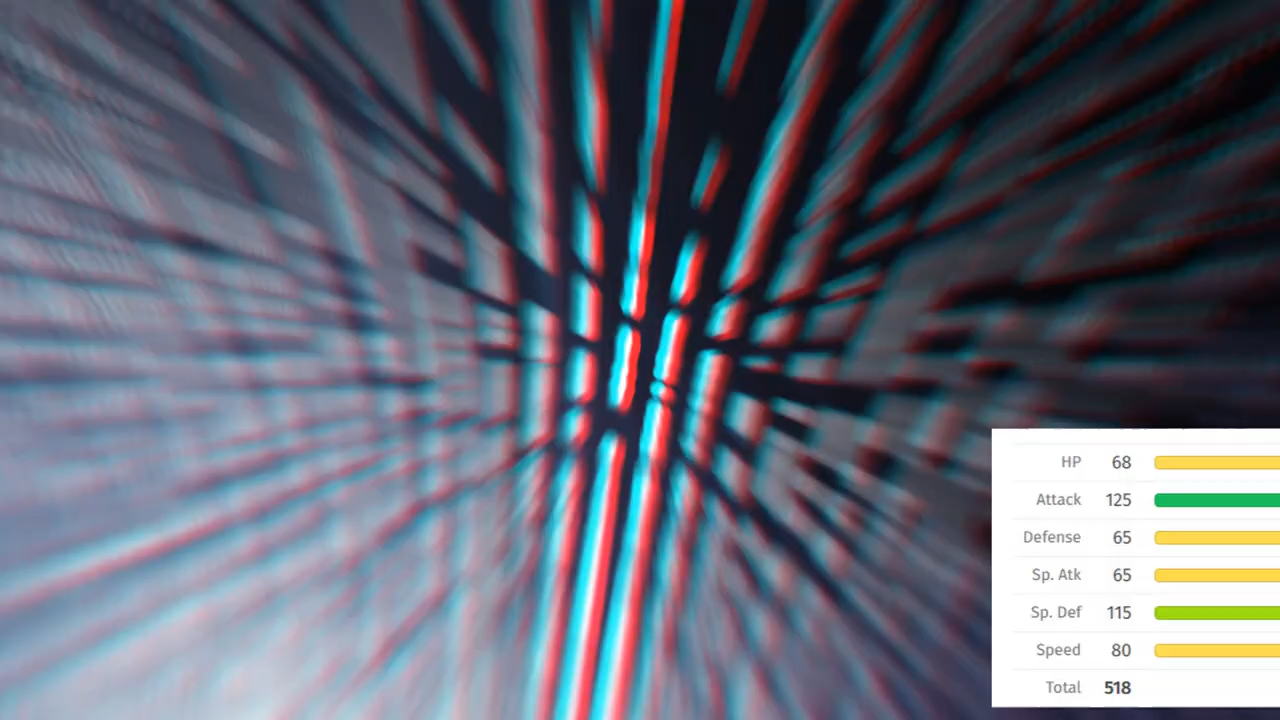 HP 68
Attack 125
Defense 65
Sp. Atk 65
Sp. Def 115
Speed 80
Total 518